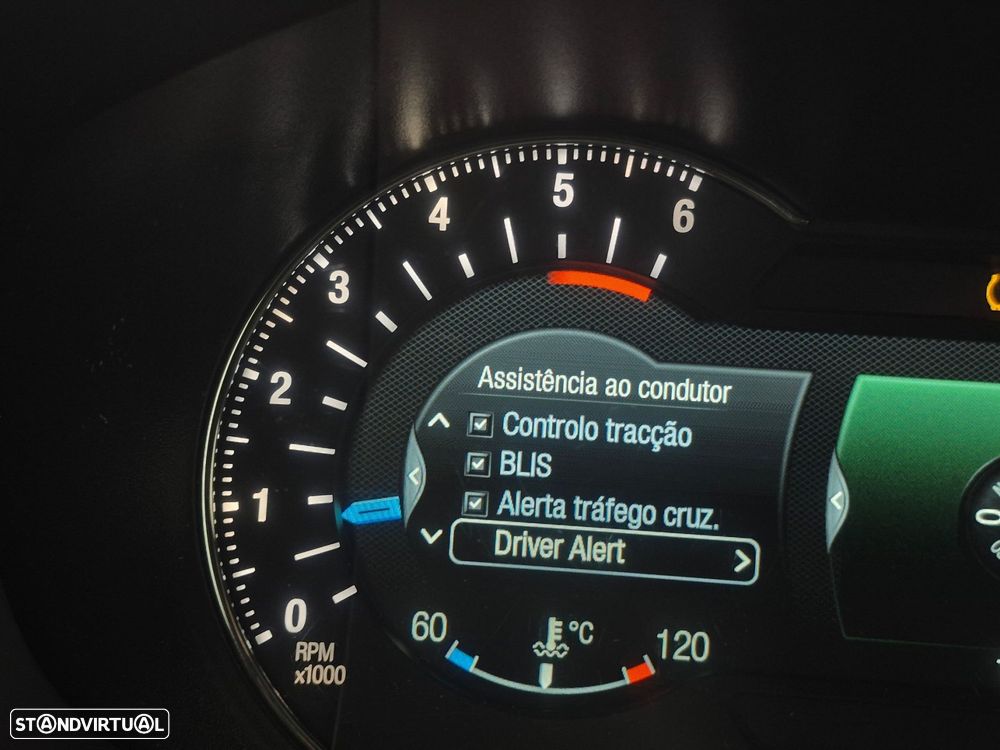 6
5
4
3
2
1
0
RPM
x1000
Assistência ao condutor
Controlo tracção
BLIS
Alerta tráfego cruz.
Driver Alert
60
°C
120
0
STANDVIRTUAL